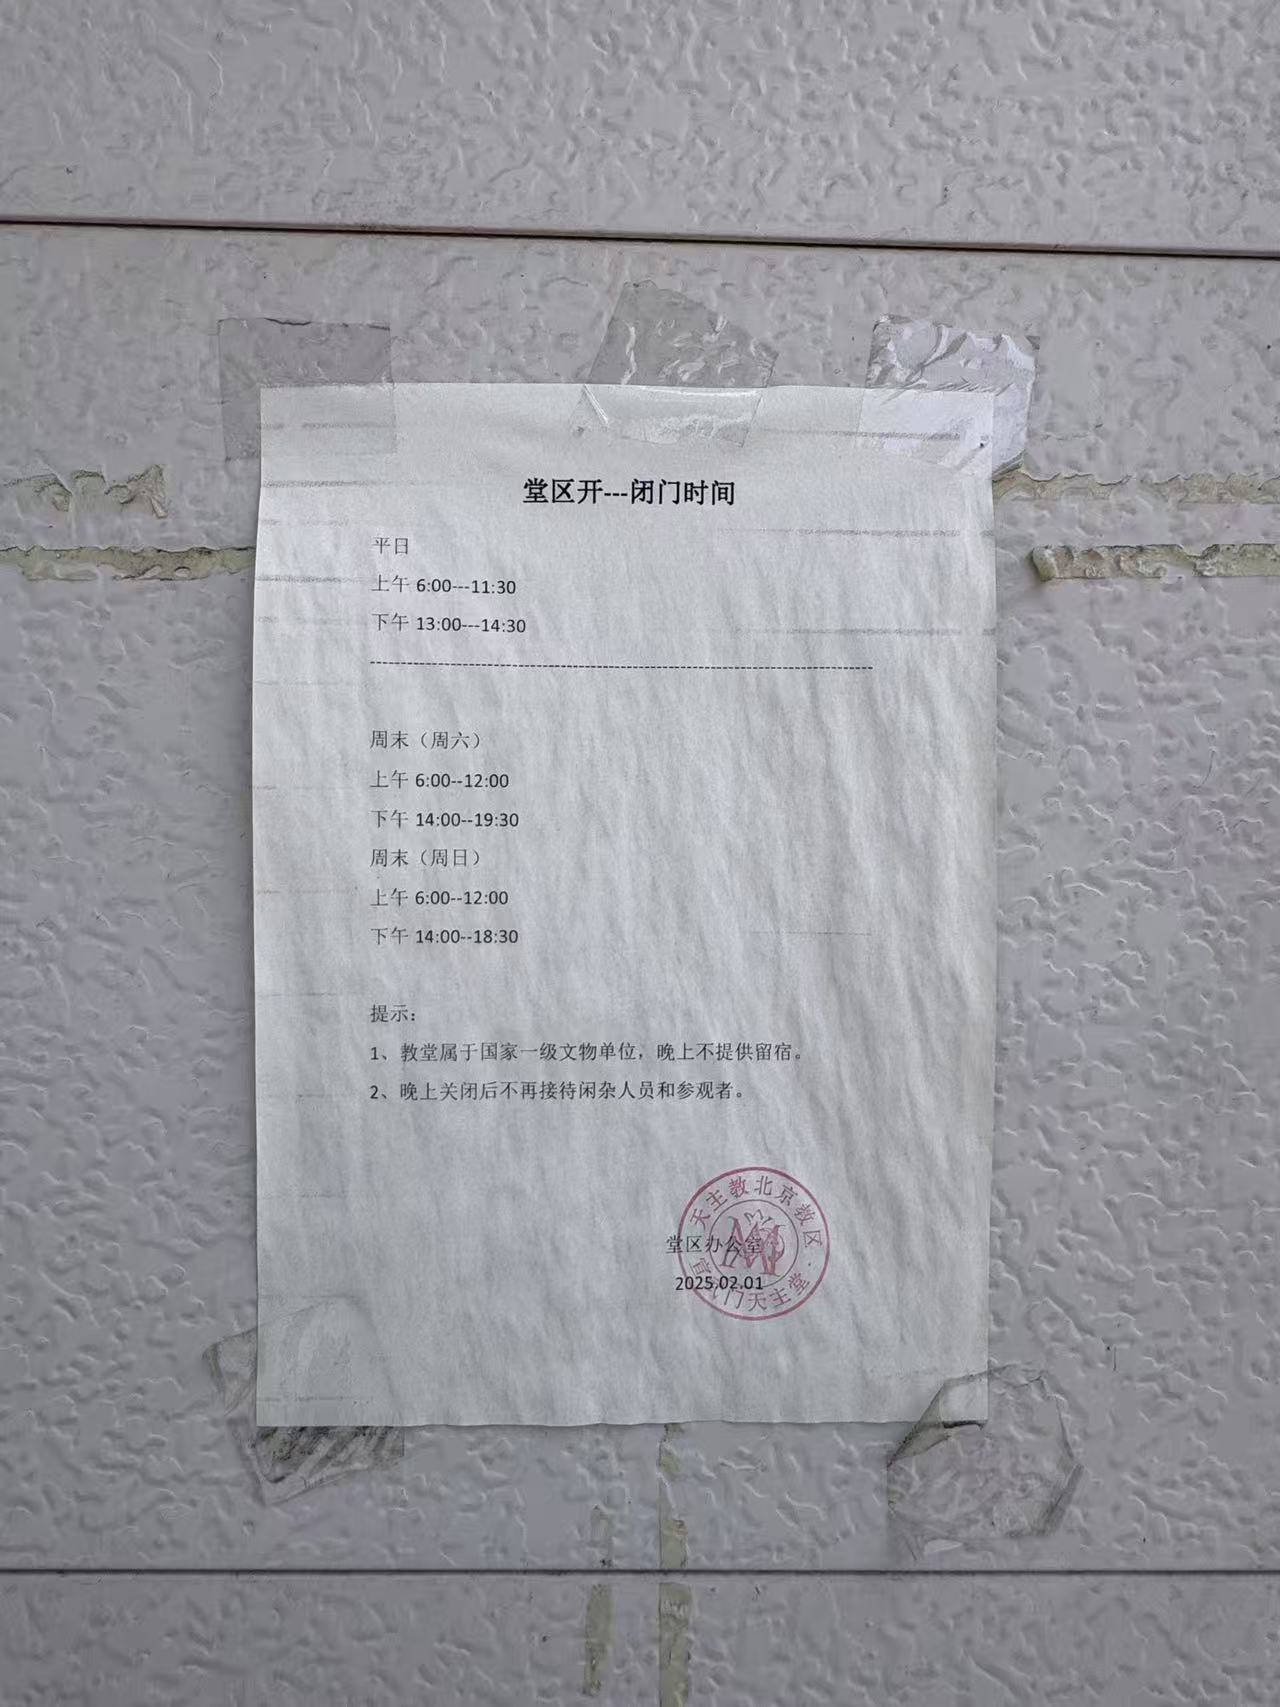 堂区开---闭门时间
平日
上午 6:00---11:30
下午 13:00---14:30
周末（周六）
上午 6:00--12:00
下午 14:00--19:30
周末（周日）
上午 6:00--12:00
下午 14:00--18:30
提示：
1、教堂属于国家一级文物单位，晚上不提供留宿。
2、晚上关闭后不再接待闲杂人员和参观者。
天主教北京教区
堂区办公室
2025.02.01
宣武门天主堂